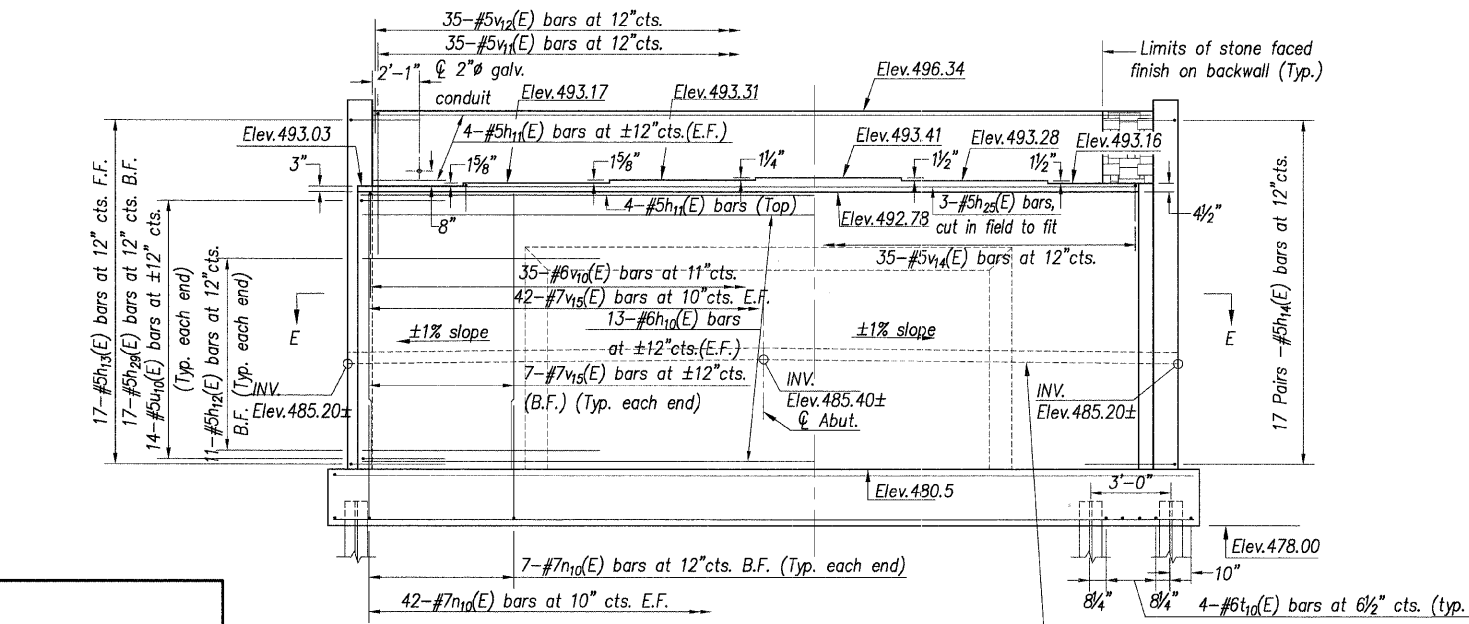 35-#5v12(E) bars at 12"cts.
35-#5v11(E) bars at 12"cts.
2'-1"
℄ 2"ø galv.
conduit
Elev.493.17
Elev.493.31
Elev.496.34
Limits of stone faced
finish on backwall (Typ.)
Elev.493.03
4-#5h11(E) bars at ±12"cts.(E.F.)
Elev.493.41
Elev.493.28
Elev.493.16
3"
1⅝"
1⅝"
1¼"
1½"
1½"
8"
4-#5h11(E) bars (Top)
Elev.492.78
3-#5h25(E) bars,
cut in field to fit
4½"
35-#5v14(E) bars at 12"cts.
35-#6v10(E) bars at 11"cts.
42-#7v15(E) bars at 10"cts. E.F.
13-#6h10(E) bars
at ±12"cts.(E.F.)
±1% slope
±1% slope
E
E
7-#7v15(E) bars at ±12"cts.
(B.F.) (Typ. each end)
INV.
Elev.485.20±
INV.
Elev.485.40±
℄ Abut.
INV.
Elev.485.20±
17-#5h13(E) bars at 12" cts. F.F.
17-#5h29(E) bars at 12" cts. B.F.
14-#5u10(E) bars at ±12" cts.
(Typ. each end)
11-#5h12(E) bars at 12"cts.
B.F. (Typ. each end)
17 Pairs -#5h14(E) bars at 12"cts.
Elev.480.5
3'-0"
Elev.478.00
7-#7n10(E) bars at 12"cts. B.F. (Typ. each end)
10"
42-#7n10(E) bars at 10" cts. E.F.
8¼"
8¼"
4-#6t10(E) bars at 6½" cts. (typ.